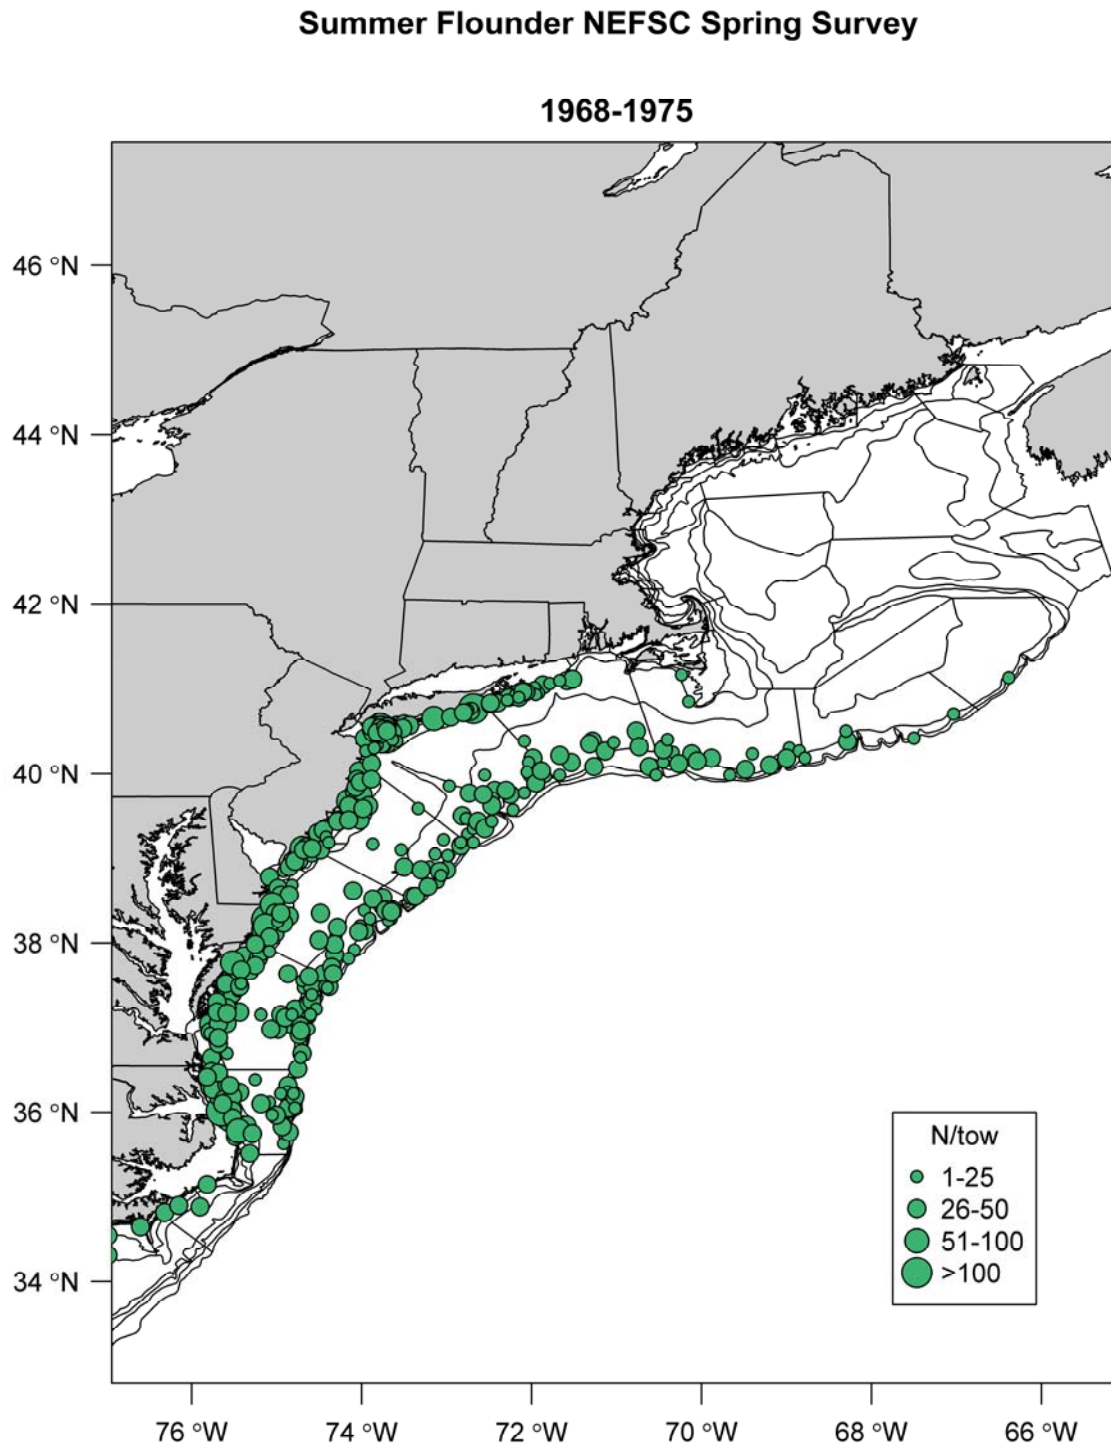 Summer Flounder NEFSC Spring Survey
1968-1975
46 °N
44 °N
42 °N
40 °N
38 °N
36 °N
34 °N
N/tow
1-25
26-50
51-100
>100
76 °W
74 °W
72 °W
70 °W
68 °W
66 °W